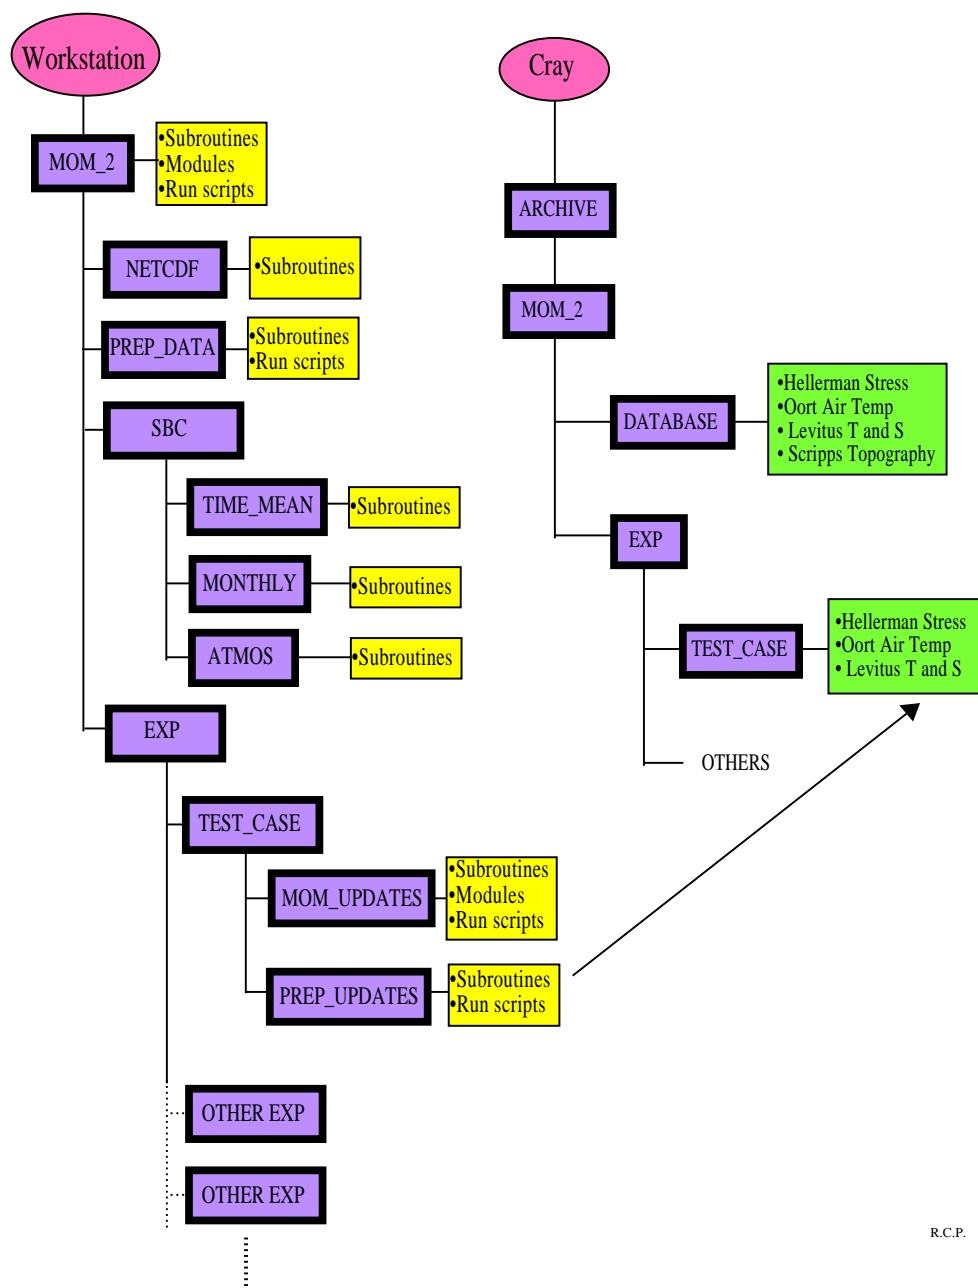 Workstation
MOM_2
•Subroutines
•Modules
•Run scripts
NETCDF
•Subroutines
PREP_DATA
•Subroutines
•Run scripts
SBC
TIME_MEAN
•Subroutines
MONTHLY
•Subroutines
ATMOS
•Subroutines
EXP
TEST_CASE
MOM_UPDATES
•Subroutines
•Modules
•Run scripts
PREP_UPDATES
•Subroutines
•Run scripts
OTHER EXP
OTHER EXP
Cray
ARCHIVE
MOM_2
DATABASE
•Hellerman Stress
•Oort Air Temp
• Levitus T and S
• Scripps Topography
EXP
TEST_CASE
•Hellerman Stress
•Oort Air Temp
• Levitus T and S
OTHERS
R.C.P.